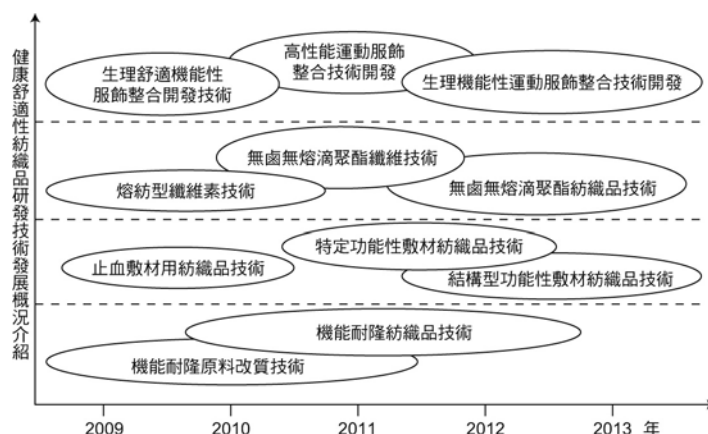 健康舒適性紡織品研發技術發展概況介紹
生理舒適機能性
服飾整合開發技術
高性能運動服飾
整合技術開發
生理機能性運動服飾整合技術開發
無鹵無熔滴聚酯纖維技術
熔紡型纖維素技術
無鹵無熔滴聚酯紡織品技術
特定功能性敷材紡織品技術
止血敷材用紡織品技術
結構型功能性敷材紡織品技術
機能耐隆紡織品技術
機能耐隆原料改質技術
2009 2010 2011 2012 2013 年